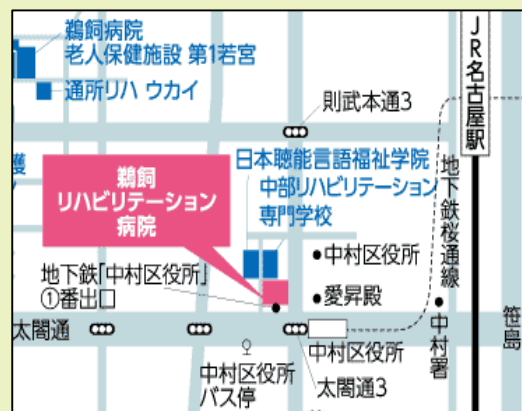 鵜飼病院
老人保健施設 第1若宮
通所リハ ウカイ
JR名古屋駅
則武本通3
護
日本聴能言語福祉学院
中部リハビリテーション
専門学校
鵜飼
リハビリテーション
病院
地下鉄桜通線
中村区役所
地下鉄「中村区役所」
①番出口
愛昇殿
笹島
太閤通
中村区役所
中村署
太閤通3
中村区役所
バス停